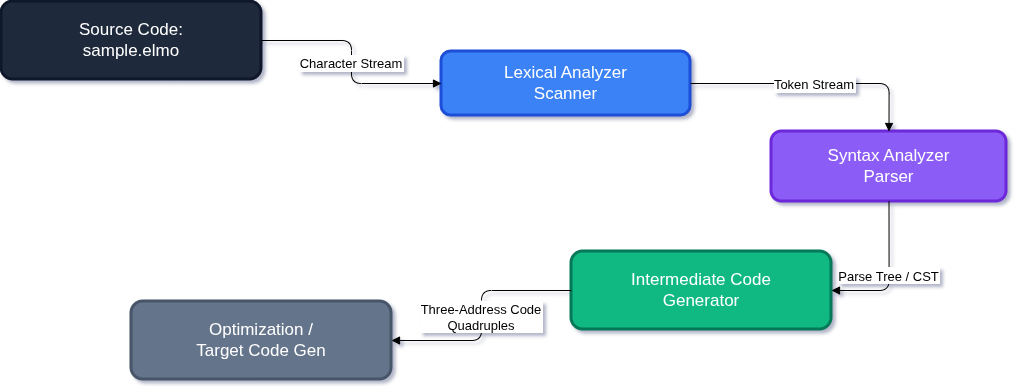 Source Code:
sample.elmo
Character Stream
Lexical Analyzer
Scanner
Token Stream
Syntax Analyzer
Parser
Parse Tree / CST
Intermediate Code
Generator
Three-Address Code
Quadruples
Optimization /
Target Code Gen